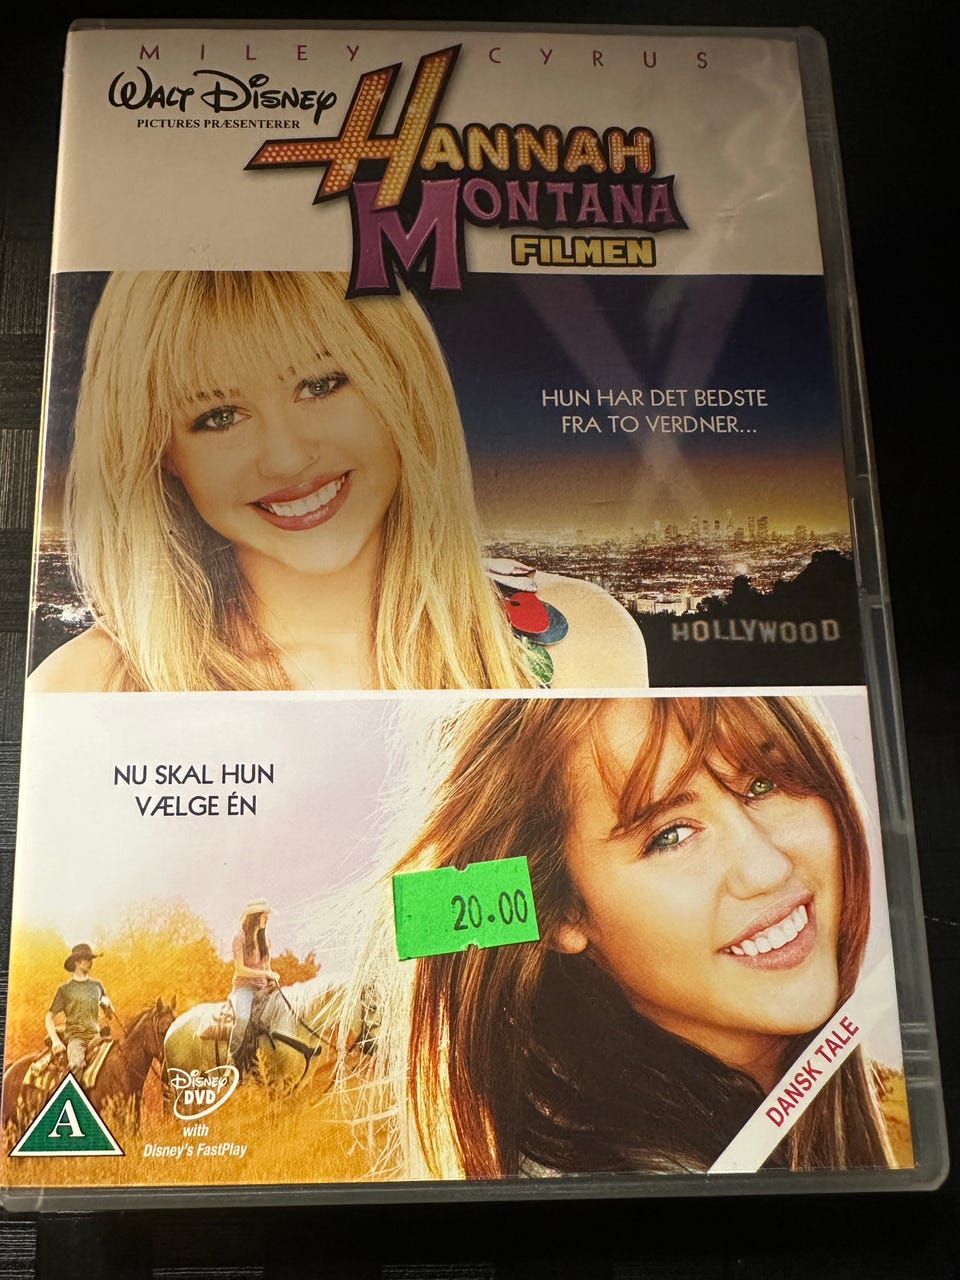 MILEY CYRUS
WALT DISNEY
PICTURES PRÆSENTERER
HANNAH
MONTANA
FILMEN
HUN HAR DET BEDSTE
FRA TO VERDNER...
HOLLYWOOD
NU SKAL HUN
VÆLGE ÉN
20.00
DISNEY
DVD
with
Disney's FastPlay
A
DANSK TALE